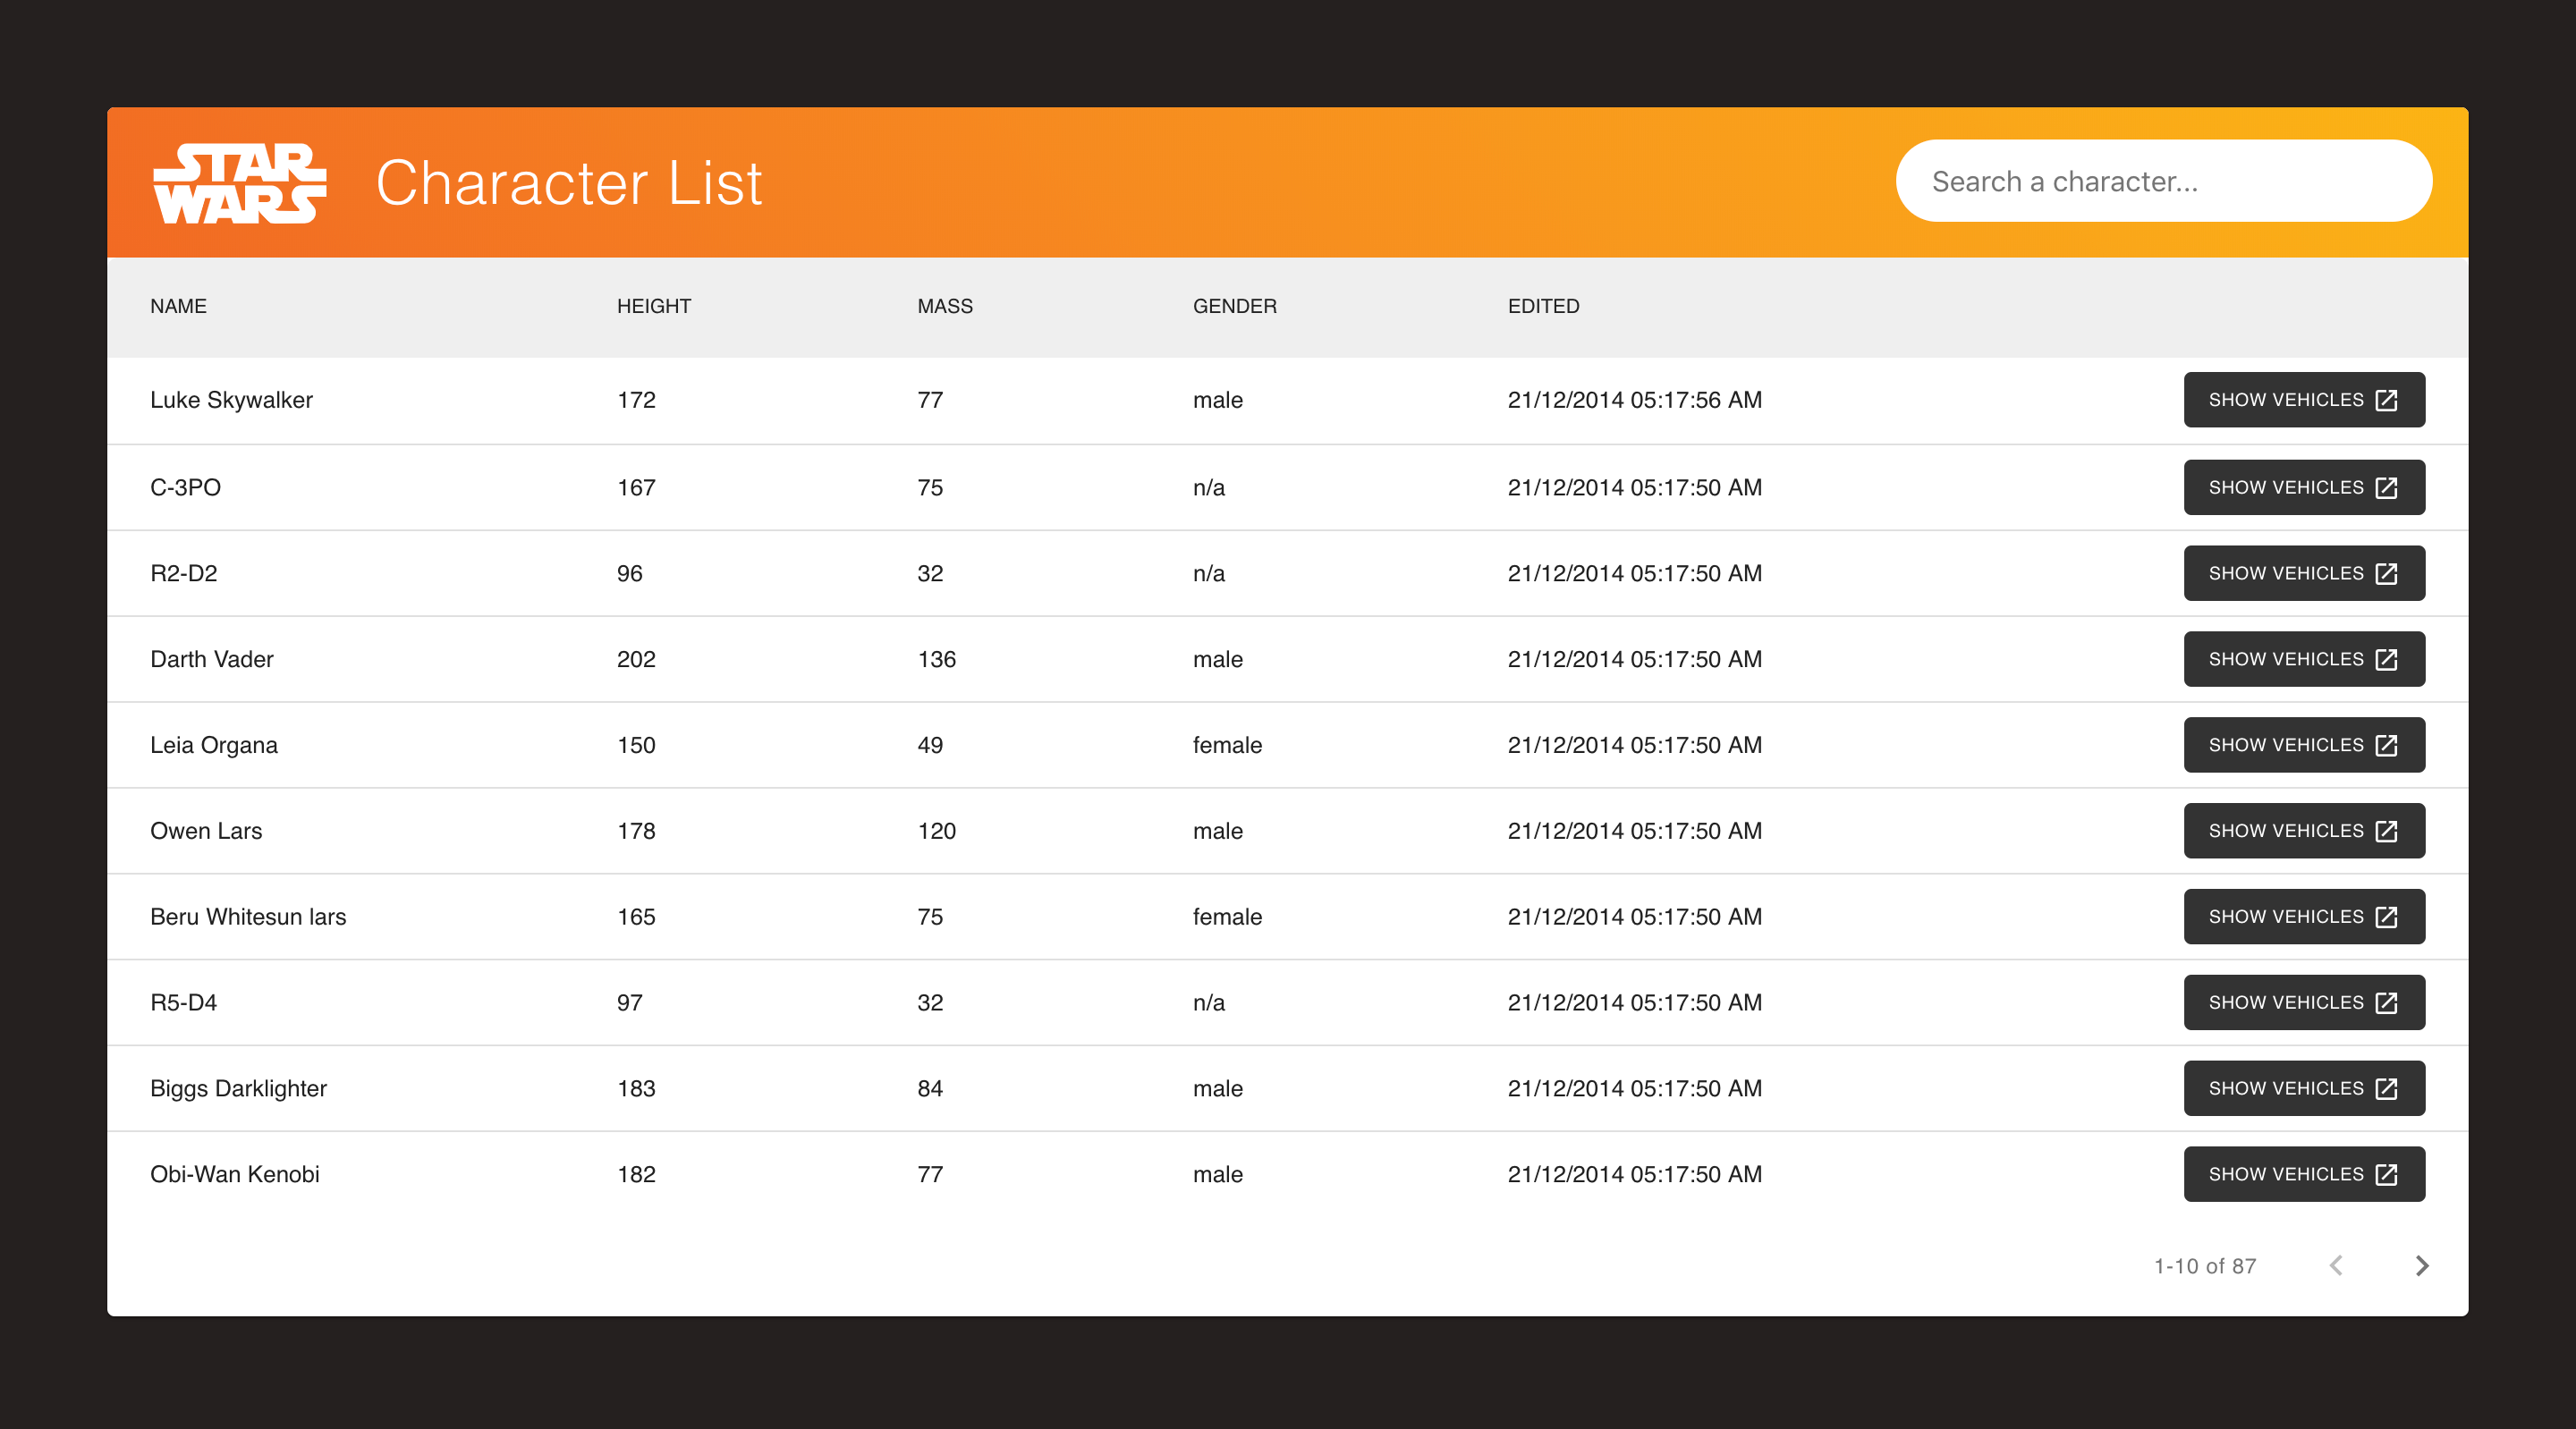 STAR
WARS
Character List
Search a character...
NAME HEIGHT MASS GENDER EDITED
Luke Skywalker 172 77 male 21/12/2014 05:17:56 AM SHOW VEHICLES
C-3PO 167 75 n/a 21/12/2014 05:17:50 AM SHOW VEHICLES
R2-D2 96 32 n/a 21/12/2014 05:17:50 AM SHOW VEHICLES
Darth Vader 202 136 male 21/12/2014 05:17:50 AM SHOW VEHICLES
Leia Organa 150 49 female 21/12/2014 05:17:50 AM SHOW VEHICLES
Owen Lars 178 120 male 21/12/2014 05:17:50 AM SHOW VEHICLES
Beru Whitesun lars 165 75 female 21/12/2014 05:17:50 AM SHOW VEHICLES
R5-D4 97 32 n/a 21/12/2014 05:17:50 AM SHOW VEHICLES
Biggs Darklighter 183 84 male 21/12/2014 05:17:50 AM SHOW VEHICLES
Obi-Wan Kenobi 182 77 male 21/12/2014 05:17:50 AM SHOW VEHICLES
1-10 of 87